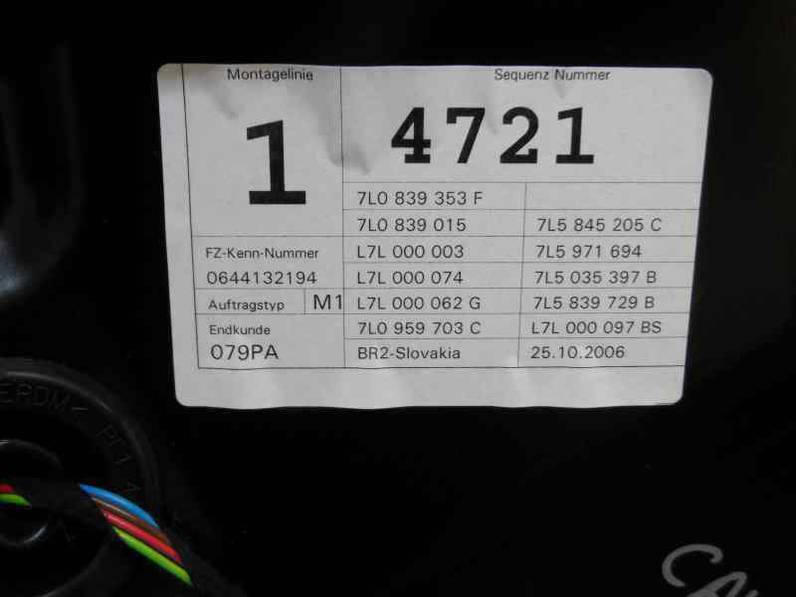 Montagelinie
Sequenz Nummer
1
4721
7L0 839 353 F
7L0 839 015
7L5 845 205 C
FZ-Kenn-Nummer
L7L 000 003
7L5 971 694
0644132194
L7L 000 074
7L5 035 397 B
Auftragstyp M1
L7L 000 062 G
7L5 839 729 B
Endkunde
7L0 959 703 C
L7L 000 097 BS
079PA
BR2-Slovakia
25.10.2006